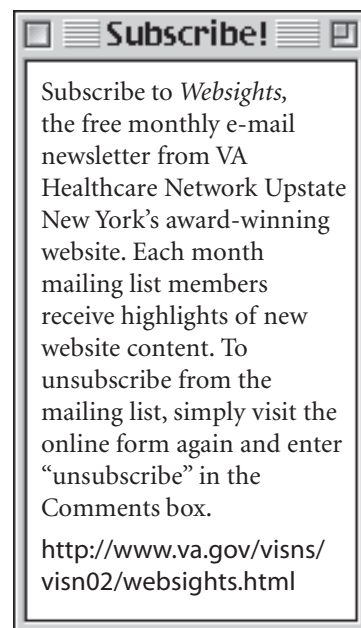 Subscribe!
Subscribe to Websights,
the free monthly e-mail
newsletter from VA
Healthcare Network Upstate
New York’s award-winning
website. Each month
mailing list members
receive highlights of new
website content. To
unsubscribe from the
mailing list, simply visit the
online form again and enter
“unsubscribe” in the
Comments box.
http://www.va.gov/visns/
visn02/websights.html